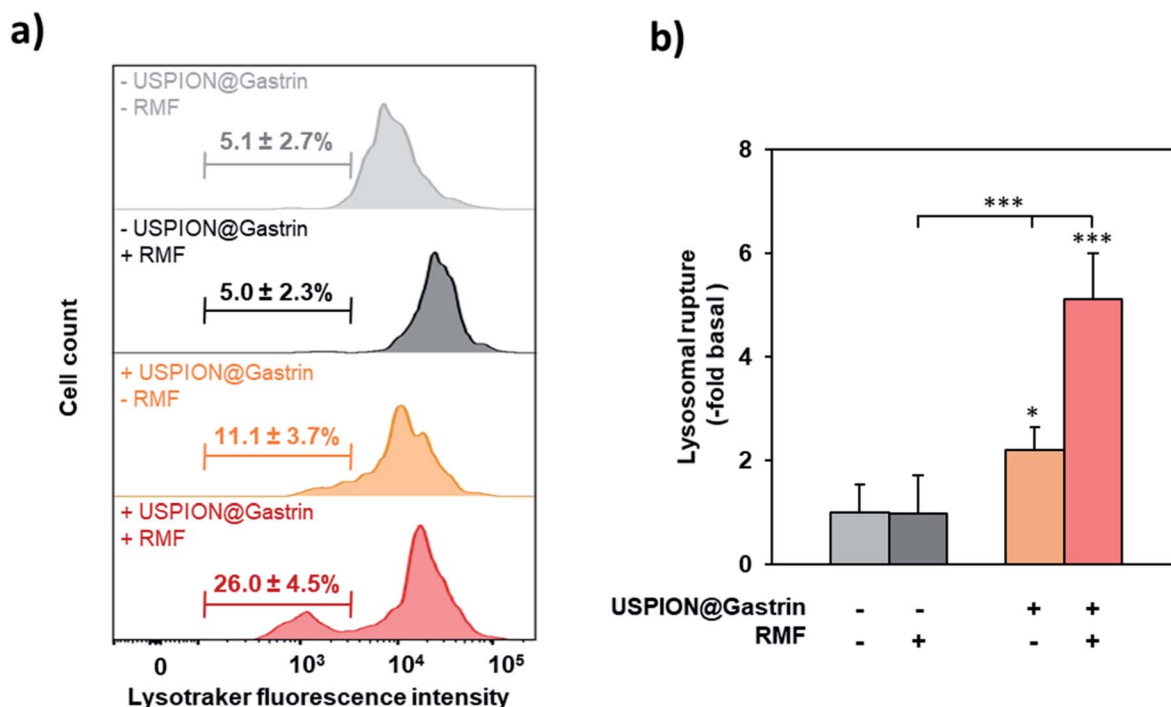 a)
- USPION@Gastrin
- RMF
5.1 ± 2.7%
- USPION@Gastrin
+ RMF
5.0 ± 2.3%
+ USPION@Gastrin
- RMF
11.1 ± 3.7%
+ USPION@Gastrin
+ RMF
26.0 ± 4.5%
Cell count
0 10³ 10⁴ 10⁵
Lysotraker fluorescence intensity
b)
Lysosomal rupture
(-fold basal)
8
6
4
2
0
***
***
*
USPION@Gastrin - - + +
RMF - + - +